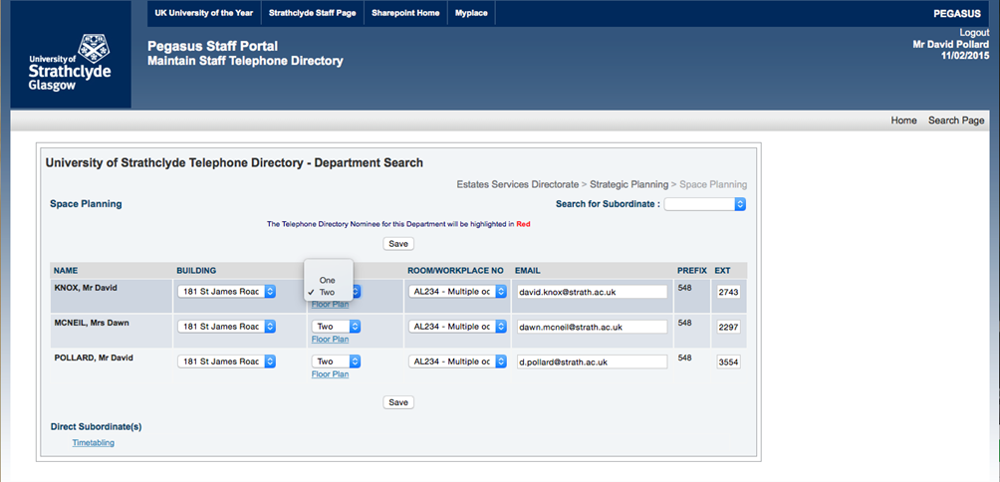 UK University of the Year Strathclyde Staff Page Sharepoint Home Myplace PEGASUS
University of
Strathclyde
Glasgow
Pegasus Staff Portal
Maintain Staff Telephone Directory
Logout
Mr David Pollard
11/02/2015
Home Search Page
University of Strathclyde Telephone Directory - Department Search
Estates Services Directorate > Strategic Planning > Space Planning
Space Planning Search for Subordinate :
The Telephone Directory Nominee for this Department will be highlighted in Red
Save
NAME BUILDING ROOM/WORKPLACE NO EMAIL PREFIX EXT
One
✓ Two
KNOX, Mr David 181 St James Road AL234 - Multiple oc david.knox@strath.ac.uk 548 2743
Floor Plan
MCNEIL, Mrs Dawn 181 St James Road Two AL234 - Multiple oc dawn.mcneil@strath.ac.uk 548 2297
Floor Plan
POLLARD, Mr David 181 St James Road Two AL234 - Multiple oc d.pollard@strath.ac.uk 548 3554
Floor Plan
Save
Direct Subordinate(s)
Timetabling